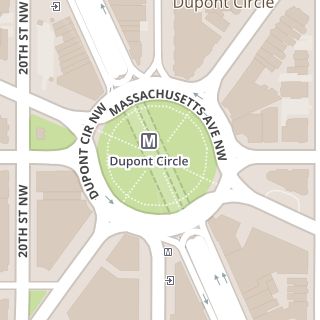 Dupont Circle
20TH ST NW
DUPONT CIR NW
MASSACHUSETTS AVE NW
M
Dupont Circle
20TH ST NW
M